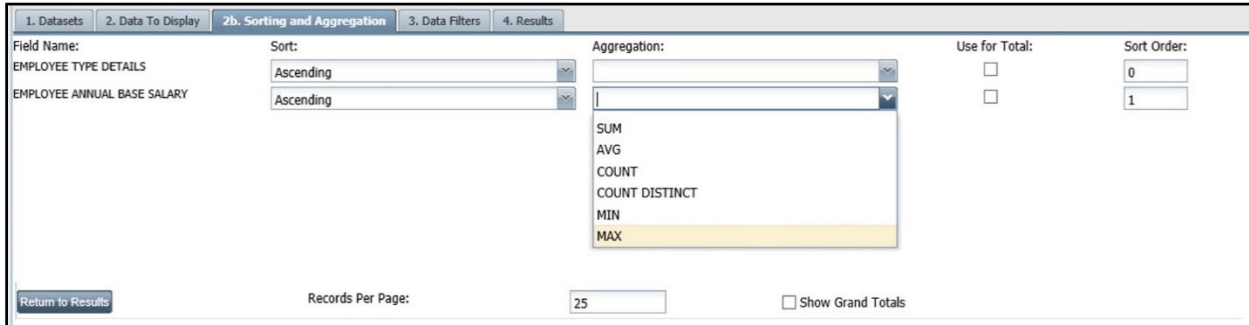 1. Datasets 2. Data To Display 2b. Sorting and Aggregation 3. Data Filters 4. Results
Field Name: Sort: Aggregation: Use for Total: Sort Order:
EMPLOYEE TYPE DETAILS Ascending 0
EMPLOYEE ANNUAL BASE SALARY Ascending 1
SUM
AVG
COUNT
COUNT DISTINCT
MIN
MAX
Return to Results Records Per Page: 25 Show Grand Totals